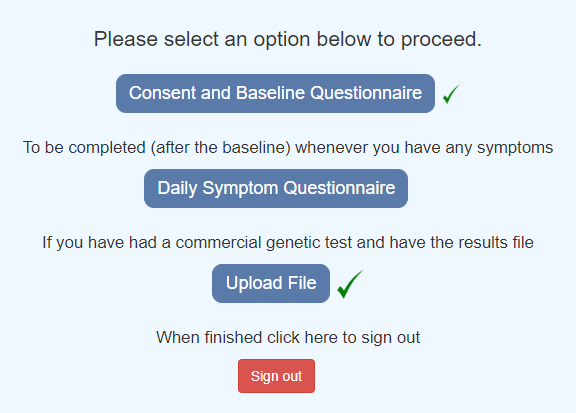 Please select an option below to proceed.
Consent and Baseline Questionnaire
To be completed (after the baseline) whenever you have any symptoms
Daily Symptom Questionnaire
If you have had a commercial genetic test and have the results file
Upload File
When finished click here to sign out
Sign out